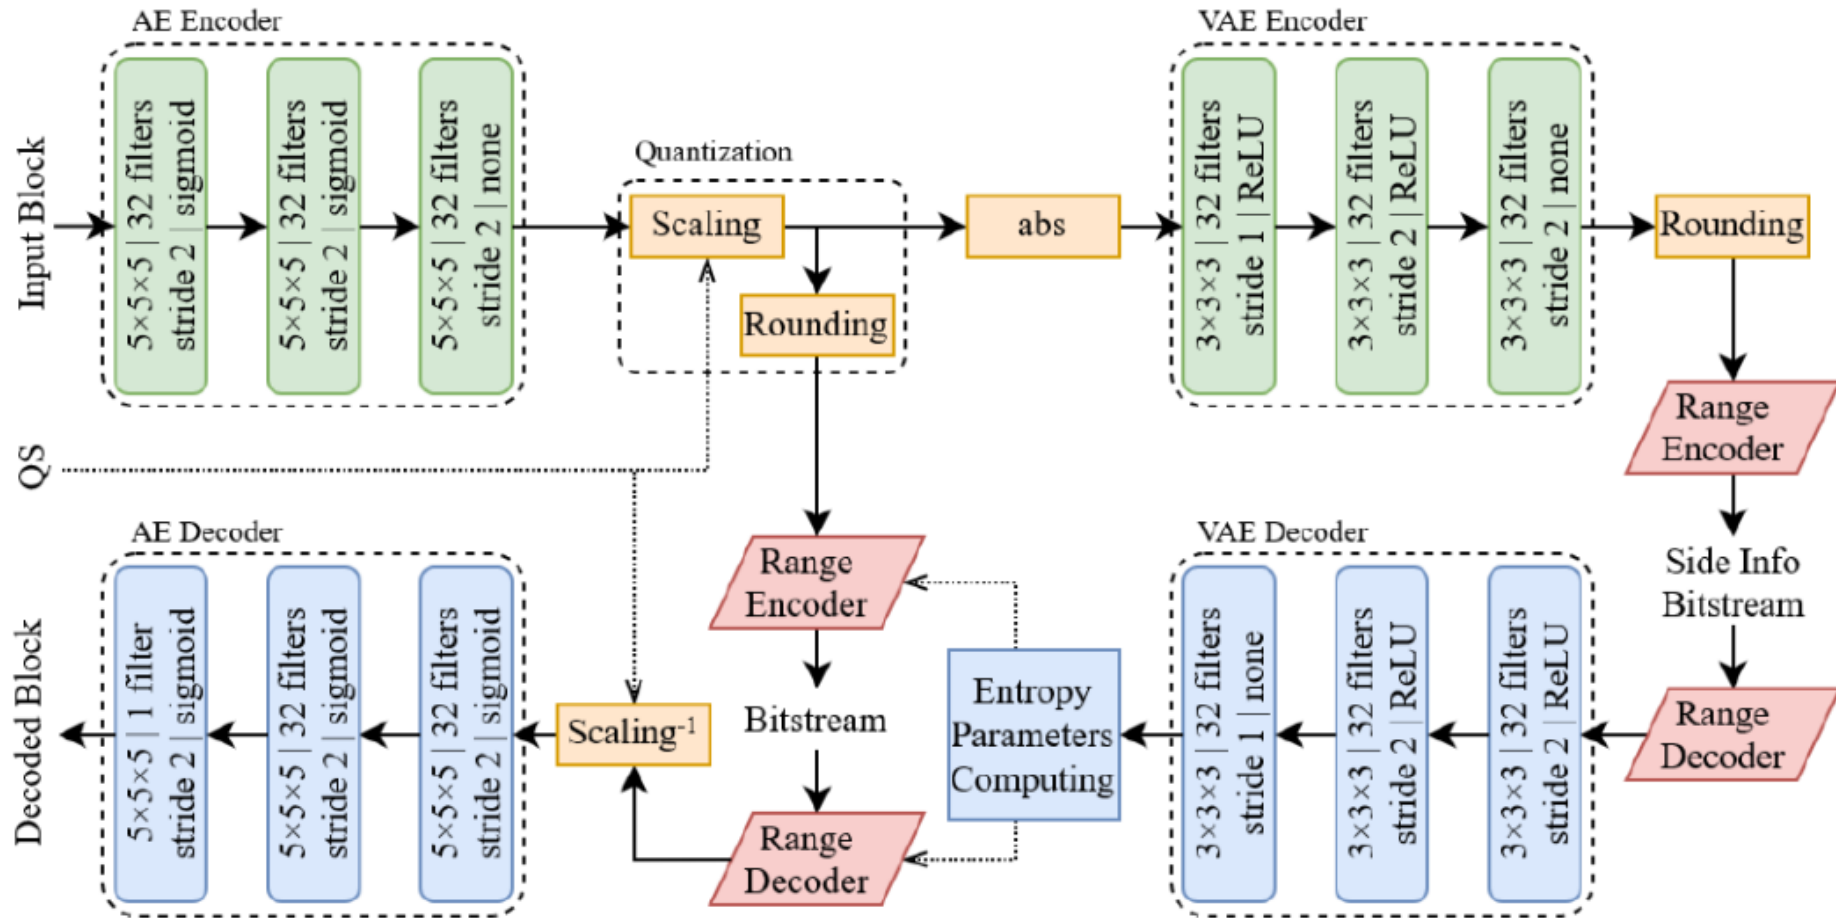 AE Encoder
Input Block
5×5×5 | 32 filters
stride 2 | sigmoid
5×5×5 | 32 filters
stride 2 | sigmoid
5×5×5 | 32 filters
stride 2 | none
Quantization
Scaling
Rounding
abs
VAE Encoder
3×3×3 | 32 filters
stride 1 | ReLU
3×3×3 | 32 filters
stride 2 | ReLU
3×3×3 | 32 filters
stride 2 | none
Rounding
Range
Encoder
Side Info
Bitstream
Range
Decoder
QS
Range
Encoder
Bitstream
Range
Decoder
Entropy
Parameters
Computing
VAE Decoder
3×3×3 | 32 filters
stride 1 | none
3×3×3 | 32 filters
stride 2 | ReLU
3×3×3 | 32 filters
stride 2 | ReLU
Scaling⁻¹
AE Decoder
5×5×5 | 1 filter
stride 2 | sigmoid
5×5×5 | 32 filters
stride 2 | sigmoid
5×5×5 | 32 filters
stride 2 | sigmoid
Decoded Block